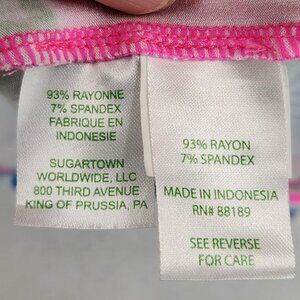 93% RAYONNE
7% SPANDEX
FABRIQUE EN
INDONESIE
SUGARTOWN
WORLDWIDE, LLC
800 THIRD AVENUE
KING OF PRUSSIA, PA
93% RAYON
7% SPANDEX
MADE IN INDONESIA
RN# 88189
SEE REVERSE
FOR CARE